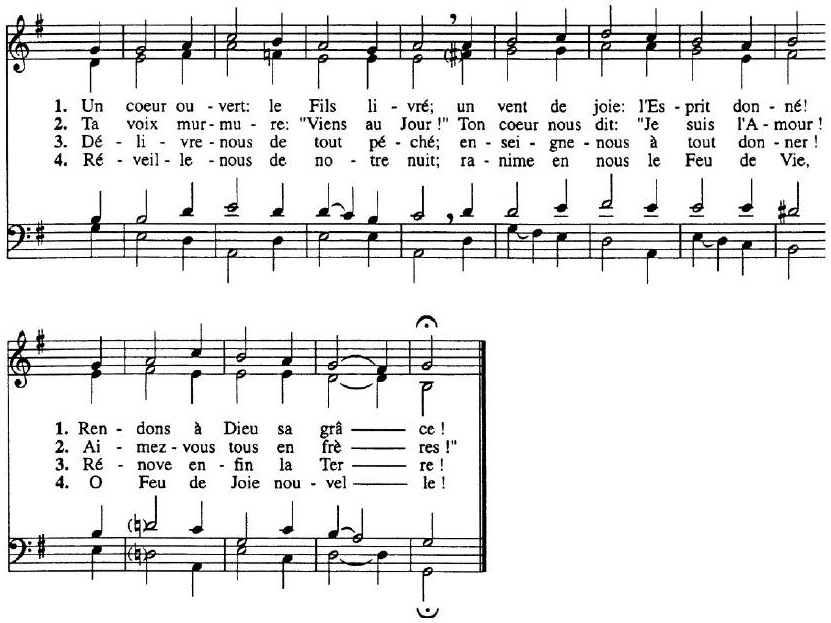 1. Un coeur ou - vert: le Fils li - vré; un vent de joie: l'Es - prit don - né!
2. Ta voix mur - mu - re: "Viens au Jour !" Ton coeur nous dit: "Je suis l'A - mour !
3. Dé - li - vre - nous de tout pé - ché; en - sei - gne - nous à tout don - ner !
4. Ré - veil - le - nous de no - tre nuit; ra - nime en nous le Feu de Vie,
1. Ren - dons à Dieu sa grâ ce !
2. Ai - mez - vous tous en frè res !"
3. Ré - nove en - fin la Ter re !
4. O Feu de Joie nou - vel le !